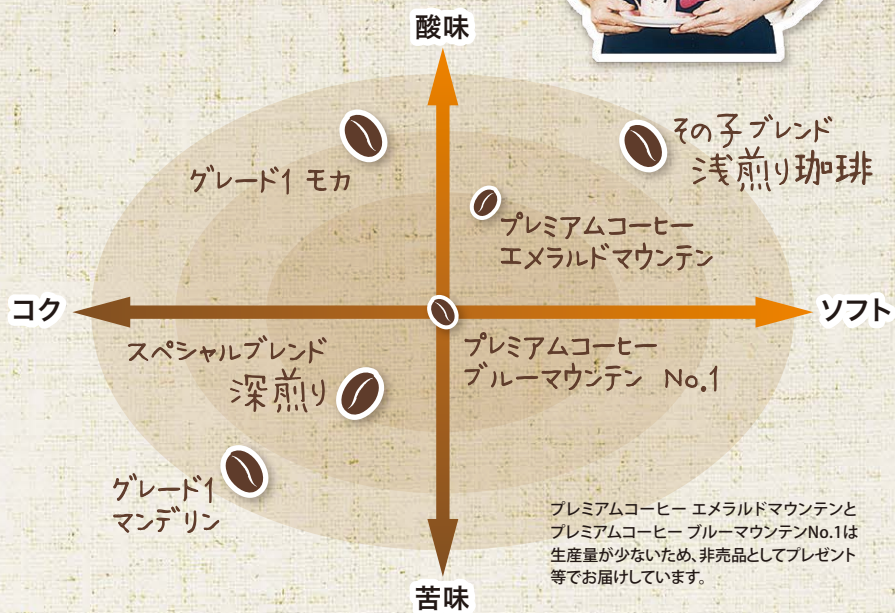 酸味
その子ブレンド
浅煎り珈琲
グレード1 モカ
プレミアムコーヒー
エメラルドマウンテン
コク
ソフト
スペシャルブレンド
深煎り
プレミアムコーヒー
ブルーマウンテン No.1
グレード1
マンデリン
プレミアムコーヒー エメラルドマウンテンと
プレミアムコーヒー ブルーマウンテンNo.1は
生産量が少ないため、非売品としてプレゼント
等でお届けしています。
苦味